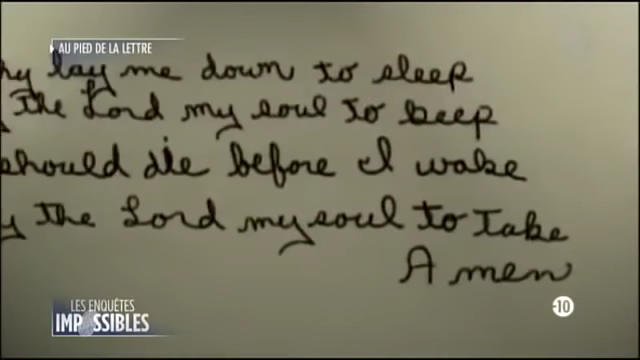 AU PIED DE LA LETTRE
lay me down to sleep
the Lord my soul to keep
should die before I wake
y the Lord my soul to take
A men
LES ENQUÊTES
IMPOSSIBLES
-10